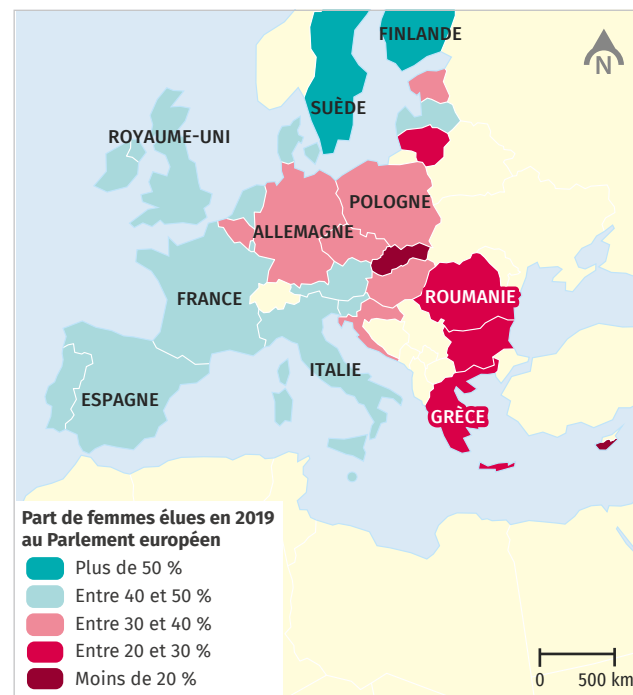 FINLANDE
N
SUÈDE
ROYAUME-UNI
POLOGNE
ALLEMAGNE
FRANCE
ROUMANIE
ITALIE
ESPAGNE
GRÈCE
Part de femmes élues en 2019
au Parlement européen
Plus de 50 %
Entre 40 et 50 %
Entre 30 et 40 %
Entre 20 et 30 %
Moins de 20 %
0 500 km